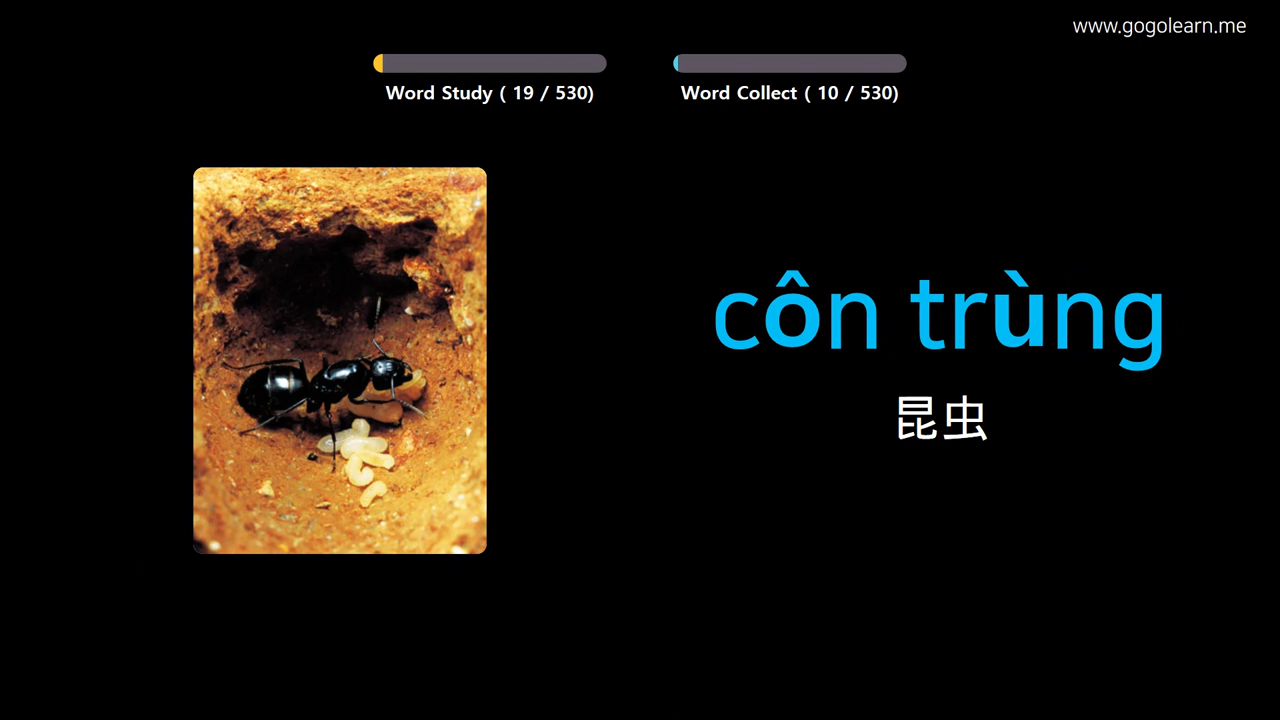 www.gogolearn.me
Word Study ( 19 / 530)
Word Collect ( 10 / 530)
côn trùng
昆虫